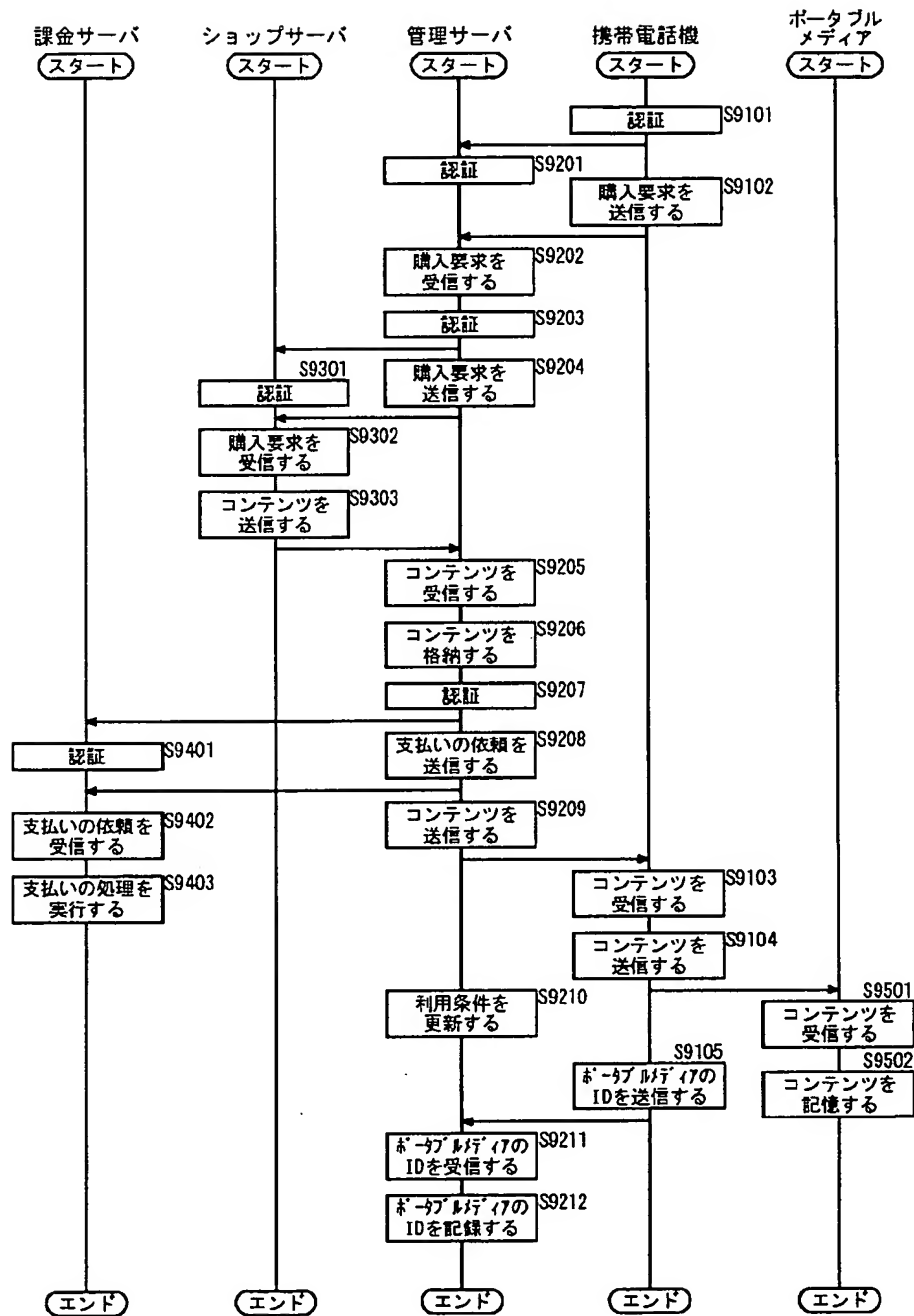 課金サーバ
ショップサーバ
管理サーバ
携帯電話機
ポータブル
メディア
スタート
スタート
スタート
スタート
スタート
認証
S9101
認証
S9201
購入要求を
送信する
S9102
購入要求を
受信する
S9202
認証
S9203
購入要求を
送信する
S9204
S9301
認証
購入要求を
受信する
S9302
コンテンツを
送信する
S9303
コンテンツを
受信する
S9205
コンテンツを
格納する
S9206
認証
S9207
支払いの依頼を
送信する
S9208
認証
S9401
コンテンツを
送信する
S9209
支払いの依頼を
受信する
S9402
支払いの処理を
実行する
S9403
コンテンツを
受信する
S9103
コンテンツを
送信する
S9104
利用条件を
更新する
S9210
S9501
コンテンツを
受信する
S9105
ポータブルメディアの
IDを送信する
S9502
コンテンツを
記憶する
ポータブルメディアの
IDを受信する
S9211
ポータブルメディアの
IDを記録する
S9212
エンド
エンド
エンド
エンド
エンド